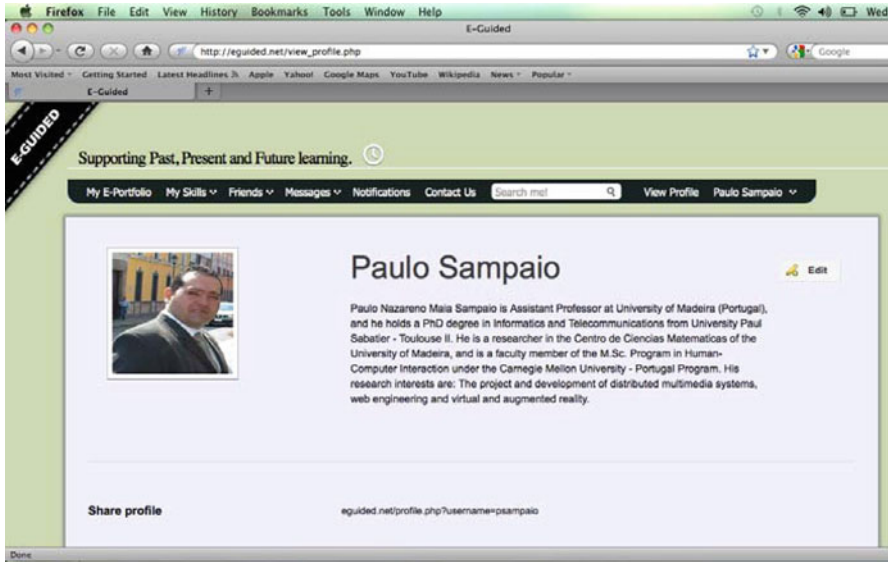 Firefox File Edit View History Bookmarks Tools Window Help Wed
E-Guided
http://eguided.net/view_profile.php Google
Most Visited Getting Started Latest Headlines Apple Yahoo! Google Maps YouTube Wikipedia News Popular
E-Guided +
E-GUIDED
Supporting Past, Present and Future learning.
My E-Portfolio My Skills Friends Messages Notifications Contact Us Search me! View Profile Paulo Sampaio
Paulo Sampaio
Edit
Paulo Nazareno Maia Sampaio is Assistant Professor at University of Madeira (Portugal),
and he holds a PhD degree in Informatics and Telecommunications from University Paul
Sabatier - Toulouse II. He is a researcher in the Centro de Ciencias Matematicas of the
University of Madeira, and is a faculty member of the M.Sc. Program in Human-
Computer Interaction under the Carnegie Mellon University - Portugal Program. His
research interests are: The project and development of distributed multimedia systems,
web engineering and virtual and augmented reality.
Share profile eguided.net/profile.php?username=psampaio
Done